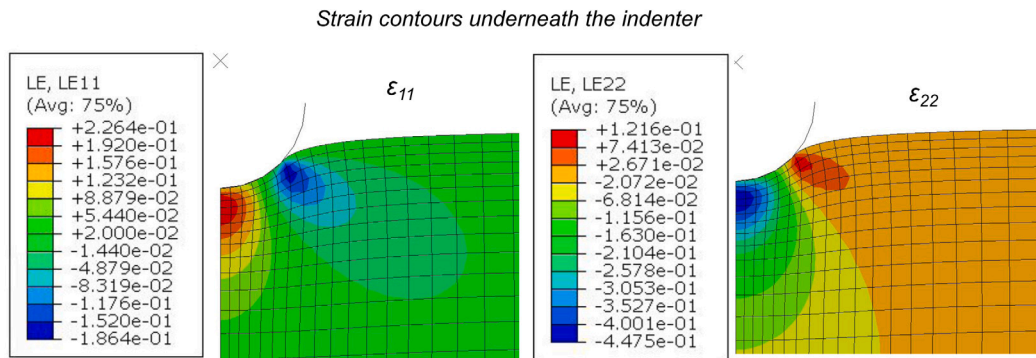 Strain contours underneath the indenter
LE, LE11
(Avg: 75%)
+2.264e-01
+1.920e-01
+1.576e-01
+1.232e-01
+8.879e-02
+5.440e-02
+2.000e-02
-1.440e-02
-4.879e-02
-8.319e-02
-1.176e-01
-1.520e-01
-1.864e-01
ε11
LE, LE22
(Avg: 75%)
+1.216e-01
+7.413e-02
+2.671e-02
-2.072e-02
-6.814e-02
-1.156e-01
-1.630e-01
-2.104e-01
-2.578e-01
-3.053e-01
-3.527e-01
-4.001e-01
-4.475e-01
ε22